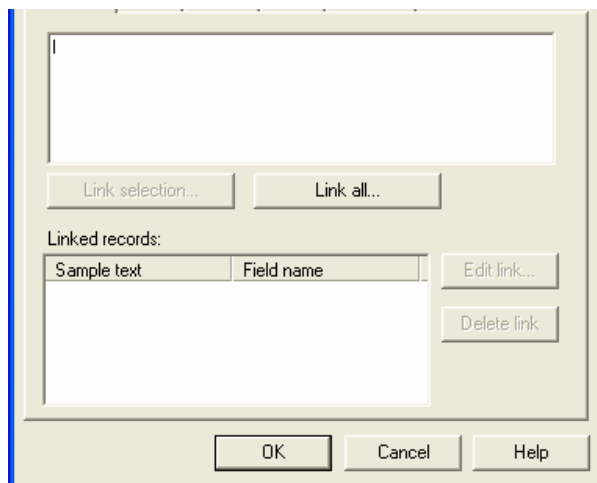 Link selection... Link all...
Linked records:
Sample text Field name
Edit link...
Delete link
OK Cancel Help